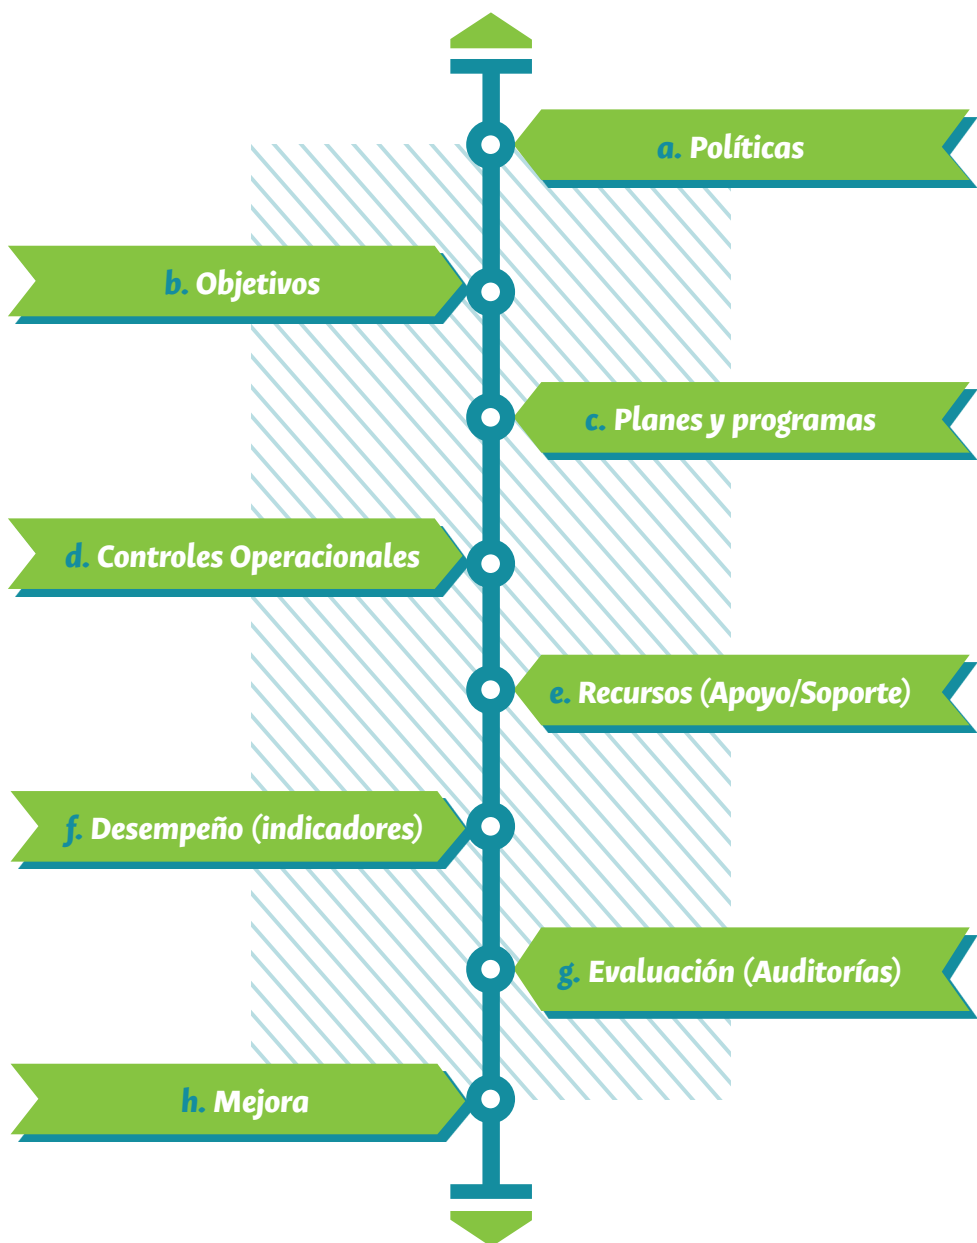 a. Políticas
b. Objetivos
c. Planes y programas
d. Controles Operacionales
e. Recursos (Apoyo/Soporte)
f. Desempeño (indicadores)
g. Evaluación (Auditorías)
h. Mejora